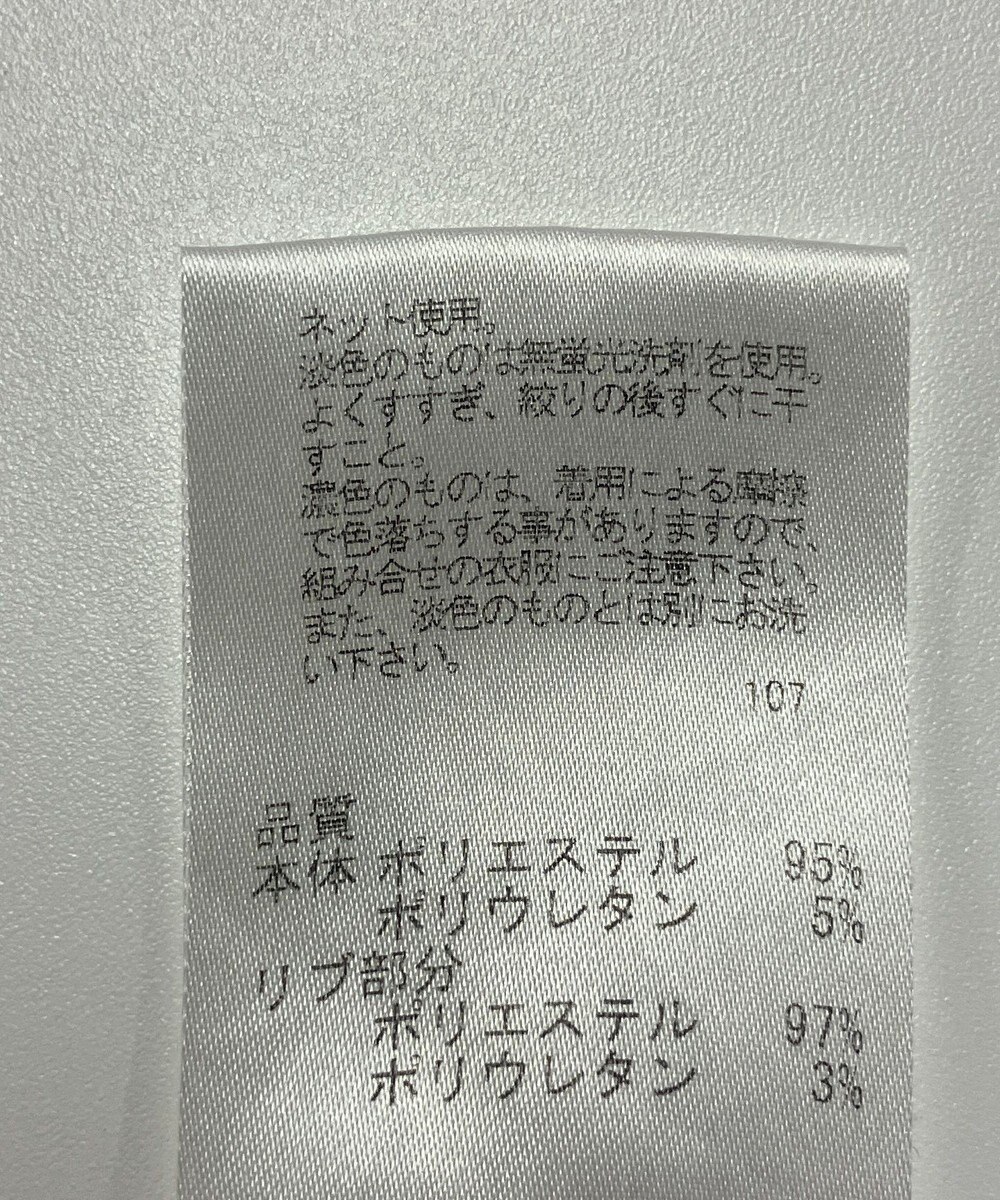 ネット使用。
淡色のものは無蛍光洗剤を使用。
よくすすぎ、絞りの後すぐに干
すこと。
濃色のものは、着用による摩擦
で色落ちする事がありますので、
組み合せの衣服にご注意下さい。
また、淡色のものとは別にお洗
い下さい。
107
品質
本体 ポリエステル 95%
ポリウレタン 5%
リブ部分
ポリエステル 97%
ポリウレタン 3%